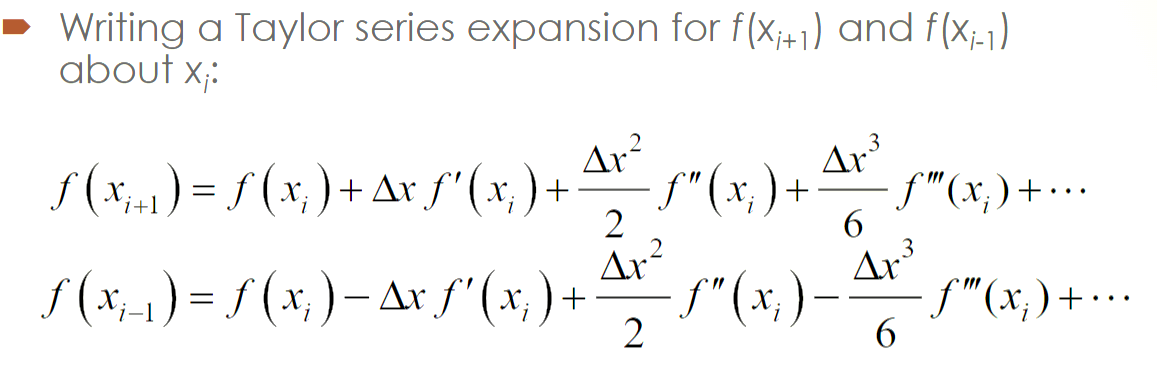 Writing a Taylor series expansion for f(xᵢ₊₁) and f(xᵢ₋₁)
about xᵢ:
f(xᵢ₊₁) = f(xᵢ) + Δx f'(xᵢ) + Δx²/2 f"(xᵢ) + Δx³/6 f'''(xᵢ) + ⋯
f(xᵢ₋₁) = f(xᵢ) − Δx f'(xᵢ) + Δx²/2 f"(xᵢ) − Δx³/6 f'''(xᵢ) + ⋯